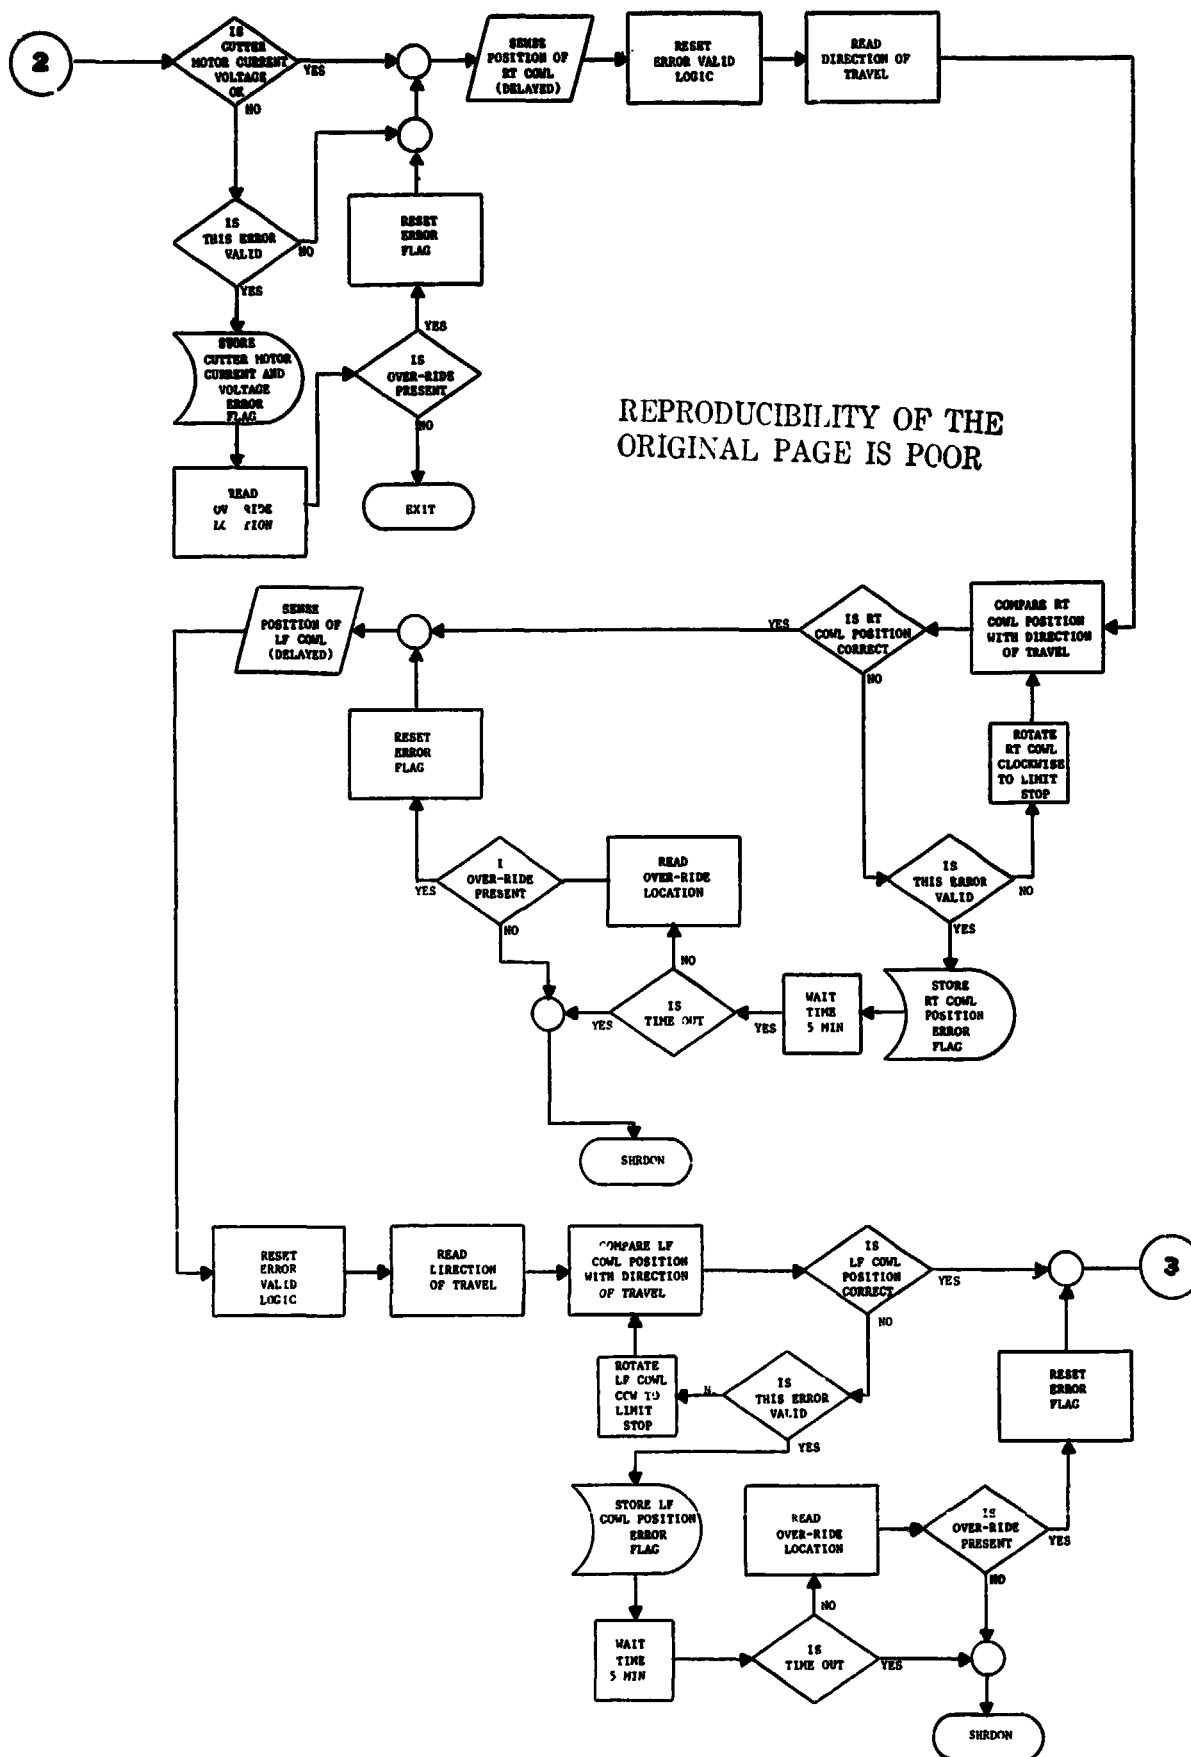 2
IS
CUTTER
MOTOR CURRENT
VOLTAGE
OK
YES
NO
SENSE
POSITION OF
RT COWL
(DELAYED)
RESET
ERROR VALID
LOGIC
READ
DIRECTION OF
TRAVEL
IS
THIS ERROR
VALID
NO
YES
RESET
ERROR
FLAG
STORE
CUTTER MOTOR
CURRENT AND
VOLTAGE
ERROR
FLAG
YES
IS
OVER-RIDE
PRESENT
NO
READ
EXIT
REPRODUCIBILITY OF THE
ORIGINAL PAGE IS POOR
SENSE
POSITION OF
LF COWL
(DELAYED)
YES
IS RT
COWL POSITION
CORRECT
NO
COMPARE RT
COWL POSITION
WITH DIRECTION
OF TRAVEL
RESET
ERROR
FLAG
ROTATE
RT COWL
CLOCKWISE
TO LIMIT
STOP
I
OVER-RIDE
PRESENT
YES
NO
READ
OVER-RIDE
LOCATION
IS
THIS ERROR
VALID
NO
YES
NO
IS
TIME OUT
YES
YES
WAIT
TIME
5 MIN
STORE
RT COWL
POSITION
ERROR
FLAG
SHRDON
RESET
ERROR
VALID
LOGIC
READ
DIRECTION
OF TRAVEL
COMPARE LF
COWL POSITION
WITH DIRECTION
OF TRAVEL
IS
LF COWL
POSITION
CORRECT
YES
NO
3
ROTATE
LF COWL
CCW TO
LIMIT
STOP
N
IS
THIS ERROR
VALID
YES
RESET
ERROR
FLAG
STORE LF
COWL POSITION
ERROR
FLAG
READ
OVER-RIDE
LOCATION
IS
OVER-RIDE
PRESENT
YES
NO
NO
WAIT
TIME
5 MIN
IS
TIME OUT
YES
SHRDON